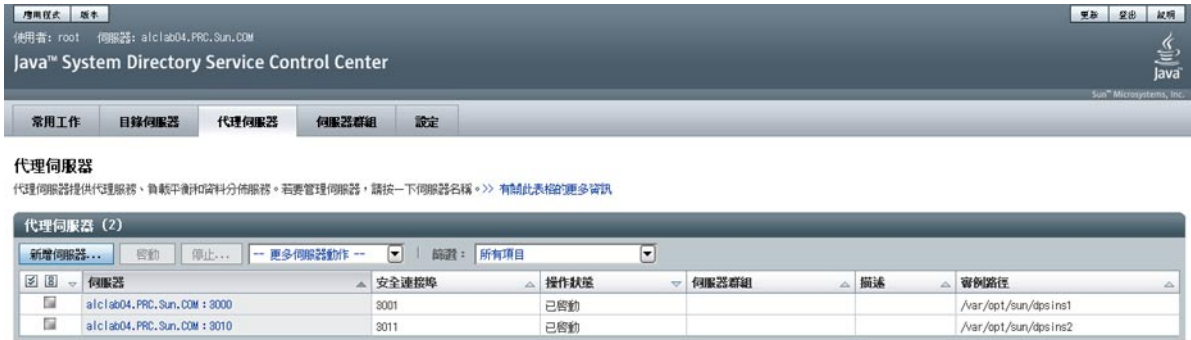 應用程式 版本 更新 登出 說明
使用者: root 伺服器: alclab04.PRC.Sun.COM
Java™ System Directory Service Control Center
Java™
Sun™ Microsystems, Inc.
常用工作 目錄伺服器 代理伺服器 伺服器群組 設定
代理伺服器
代理伺服器提供代理服務、負載平衡和資料分佈服務。若要管理伺服器，請按一下伺服器名稱。>> 有關此表格的更多資訊
代理伺服器 (2)
新增伺服器... 啟動 停止... -- 更多伺服器動作 -- 篩選： 所有項目
伺服器 安全連接埠 操作狀態 伺服器群組 描述 實例路徑
alclab04.PRC.Sun.COM：3000 3001 已啟動 /var/opt/sun/dpsins1
alclab04.PRC.Sun.COM：3010 3011 已啟動 /var/opt/sun/dpsins2